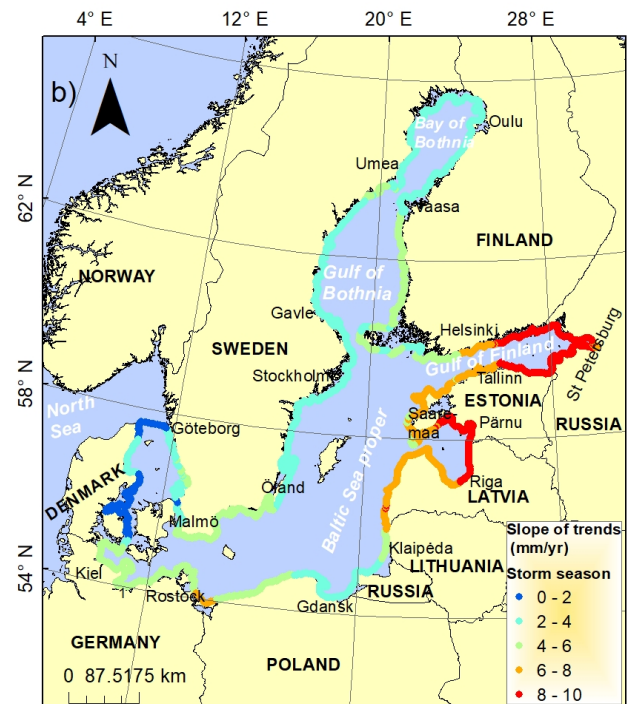 4° E 12° E 20° E 28° E
N
b)
Bay of
Bothnia
Oulu
Umea
Vaasa
62° N
FINLAND
NORWAY
Gulf of
Bothnia
Gavle
Helsinki
SWEDEN
Gulf of Finland
St Petersburg
Stockholm
Tallinn
58° N
ESTONIA
North
Sea
Saare
maa
Pärnu
RUSSIA
Göteborg
Baltic Sea proper
DENMARK
Öland
Riga
LATVIA
Malmö
Klaipėda
LITHUANIA
54° N
Kiel
Rostock
Gdansk
RUSSIA
GERMANY
POLAND
0 87.5175 km
Slope of trends
(mm/yr)
Storm season
0 - 2
2 - 4
4 - 6
6 - 8
8 - 10